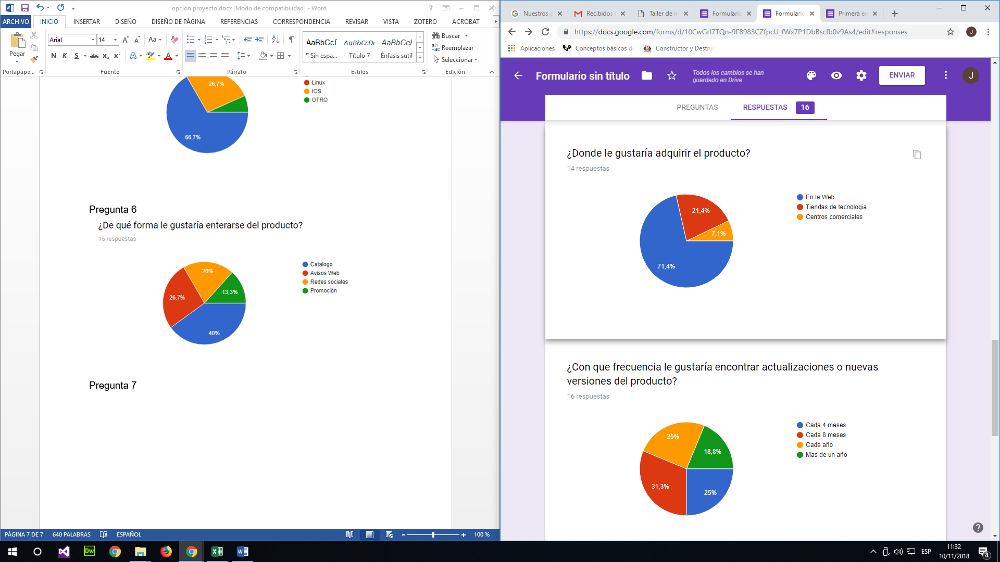 opcion proyecto.docx [Modo de compatibilidad] - Word
ARCHIVO INICIO INSERTAR DISEÑO DISEÑO DE PÁGINA REFERENCIAS CORRESPONDENCIA REVISAR VISTA ZOTERO ACROBAT
Pegar
Arial 14
AaBbCcI AaBbCcDc AaBbCcL
¶ Sin espa... Título 7 Énfasis sutil
Buscar
Reemplazar
Seleccionar
Portapape... Fuente Párrafo Estilos Edición
26,7%
66,7%
Linux
IOS
OTRO
Pregunta 6
¿De qué forma le gustaría enterarse del producto?
15 respuestas
20%
26,7%
13,3%
40%
Catalogo
Avisos Web
Redes sociales
Promoción
Pregunta 7
PÁGINA 7 DE 7 640 PALABRAS ESPAÑOL 100 %
Nuestros p Recibidos Taller de in Formulario Formulario Primera en
https://docs.google.com/forms/d/10CwGrI7TQn-9F8983CZfpcU_fWx7P1DbBscfb0v9As4/edit#responses
J
Aplicaciones Conceptos básicos d Constructor y Destru
Formulario sin título
Todos los cambios se han
guardado en Drive
ENVIAR
J
PREGUNTAS RESPUESTAS 16
¿Donde le gustaría adquirir el producto?
14 respuestas
21,4%
7,1%
71,4%
En la Web
Tiendas de tecnologia
Centros comerciales
¿Con que frecuencia le gustaría encontrar actualizaciones o nuevas
versiones del producto?
16 respuestas
25%
18,8%
31,3%
25%
Cada 4 meses
Cada 8 meses
Cada año
Mas de un año
Dw
ESP
11:32
10/11/2018
4